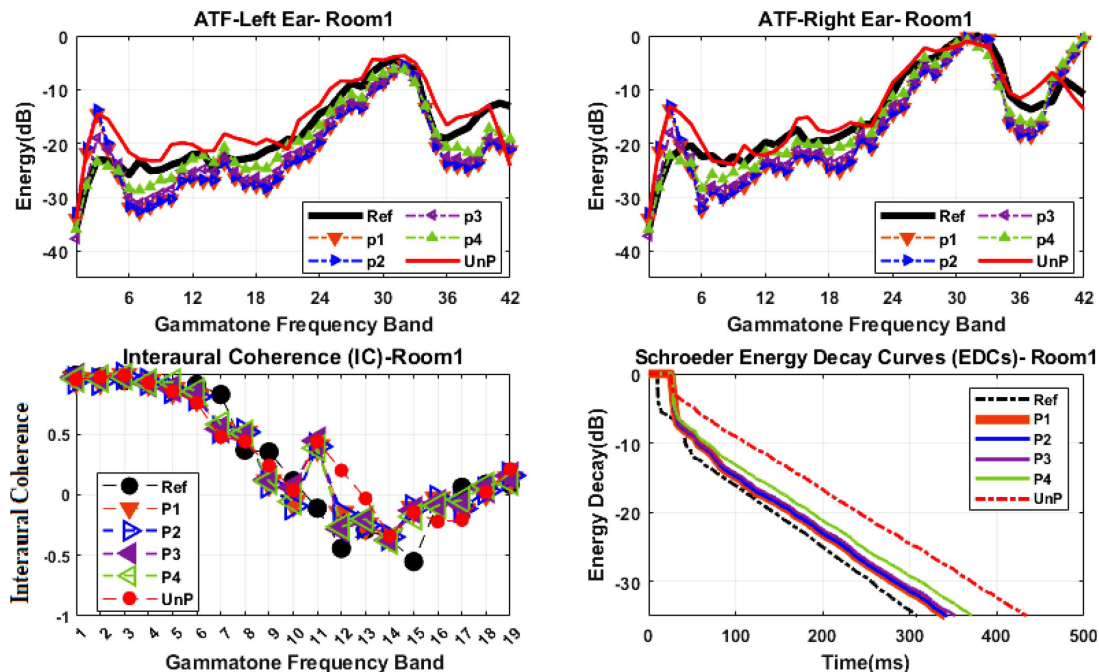 ATF-Left Ear- Room1
Energy(dB)
0
-10
-20
-30
-40
6
12
18
24
30
36
42
Gammatone Frequency Band
Ref
p1
p2
p3
p4
UnP
ATF-Right Ear- Room1
Energy(dB)
0
-10
-20
-30
-40
6
12
18
24
30
36
42
Gammatone Frequency Band
Ref
p1
p2
p3
p4
UnP
Interaural Coherence (IC)-Room1
Interaural Coherence
0.5
0
-0.5
-1
1
2
3
4
5
6
7
8
9
10
11
12
13
14
15
16
17
18
19
Gammatone Frequency Band
Ref
P1
P2
P3
P4
UnP
Schroeder Energy Decay Curves (EDCs)- Room1
Energy Decay(dB)
0
-10
-20
-30
0
100
200
300
400
500
Time(ms)
Ref
P1
P2
P3
P4
UnP